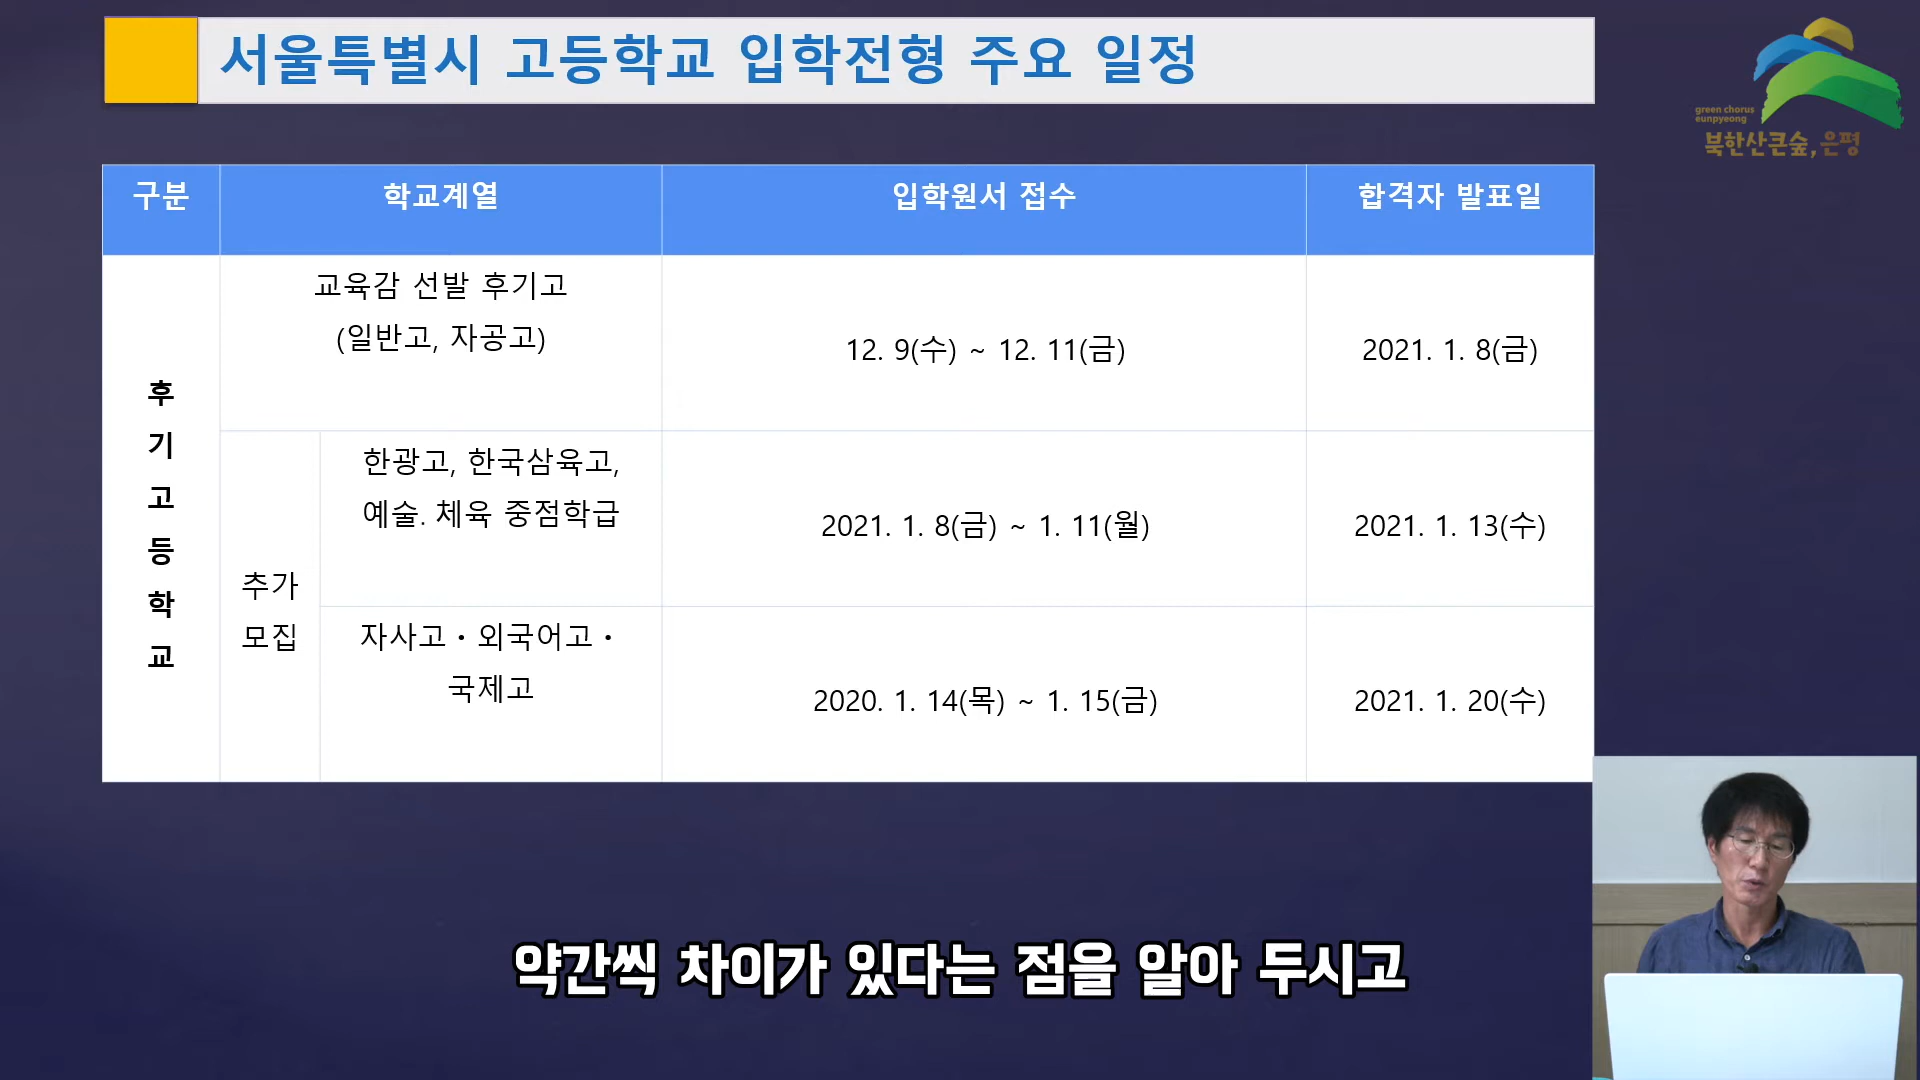 서울특별시 고등학교 입학전형 주요 일정
green chorus
eunpyeong
북한산큰숲, 은평
구분 학교계열 입학원서 접수 합격자 발표일
후기고등학교
교육감 선발 후기고
(일반고, 자공고)
12. 9(수) ~ 12. 11(금)
2021. 1. 8(금)
추가
모집
한광고, 한국삼육고,
예술. 체육 중점학급
2021. 1. 8(금) ~ 1. 11(월)
2021. 1. 13(수)
자사고·외국어고·
국제고
2020. 1. 14(목) ~ 1. 15(금)
2021. 1. 20(수)
약간씩 차이가 있다는 점을 알아 두시고